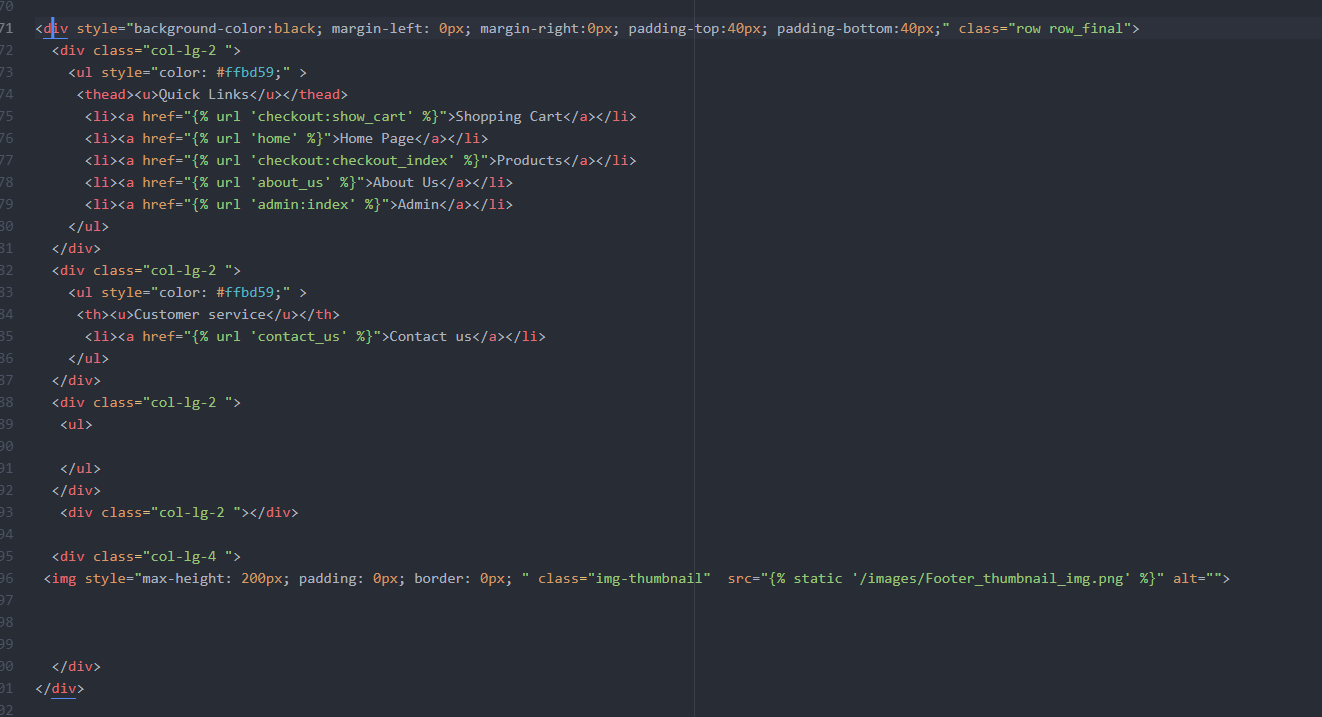 70
71 <div style="background-color:black; margin-left: 0px; margin-right:0px; padding-top:40px; padding-bottom:40px;" class="row row_final">
72 <div class="col-lg-2 ">
73 <ul style="color: #ffbd59;" >
74 <thead><u>Quick Links</u></thead>
75 <li><a href="{% url 'checkout:show_cart' %}">Shopping Cart</a></li>
76 <li><a href="{% url 'home' %}">Home Page</a></li>
77 <li><a href="{% url 'checkout:checkout_index' %}">Products</a></li>
78 <li><a href="{% url 'about_us' %}">About Us</a></li>
79 <li><a href="{% url 'admin:index' %}">Admin</a></li>
80 </ul>
81 </div>
82 <div class="col-lg-2 ">
83 <ul style="color: #ffbd59;" >
84 <th><u>Customer service</u></th>
85 <li><a href="{% url 'contact_us' %}">Contact us</a></li>
86 </ul>
87 </div>
88 <div class="col-lg-2 ">
89 <ul>
90
91 </ul>
92 </div>
93 <div class="col-lg-2 "></div>
94
95 <div class="col-lg-4 ">
96 <img style="max-height: 200px; padding: 0px; border: 0px; " class="img-thumbnail"  src="{% static '/images/Footer_thumbnail_img.png' %}" alt="">
97
98
99
00 </div>
01 </div>
02